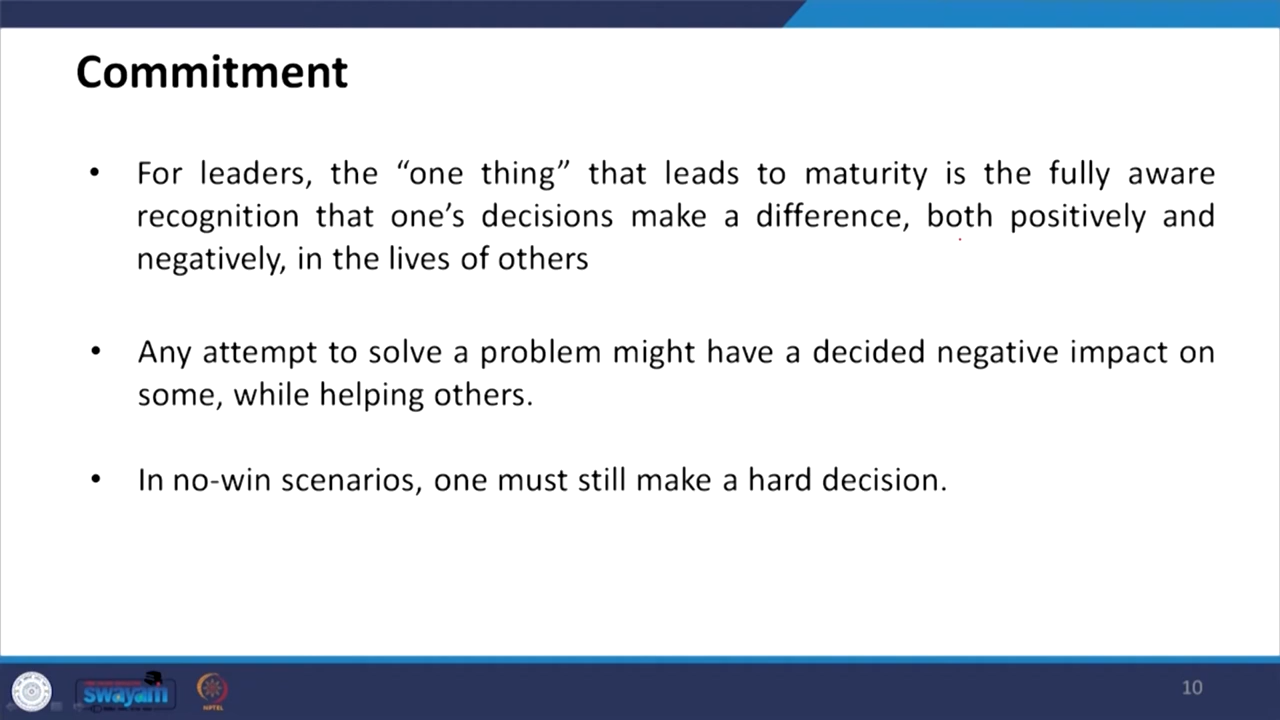 Commitment
• For leaders, the “one thing” that leads to maturity is the fully aware
recognition that one’s decisions make a difference, both positively and
negatively, in the lives of others
• Any attempt to solve a problem might have a decided negative impact on
some, while helping others.
• In no-win scenarios, one must still make a hard decision.
swayam
NPTEL
10